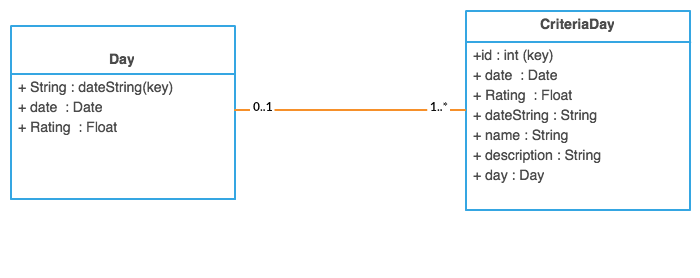 Day
+ String : dateString(key)
+ date : Date
+ Rating : Float
0..1
1..*
CriteriaDay
+id : int (key)
+ date : Date
+ Rating : Float
+ dateString : String
+ name : String
+ description : String
+ day : Day